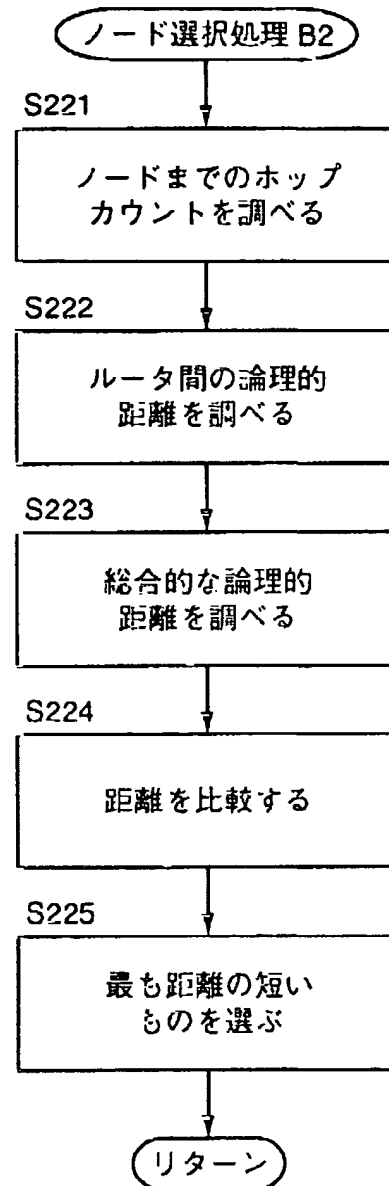 ノード選択処理 B2
S221
ノードまでのホップ
カウントを調べる
S222
ルータ間の論理的
距離を調べる
S223
総合的な論理的
距離を調べる
S224
距離を比較する
S225
最も距離の短い
ものを選ぶ
リターン